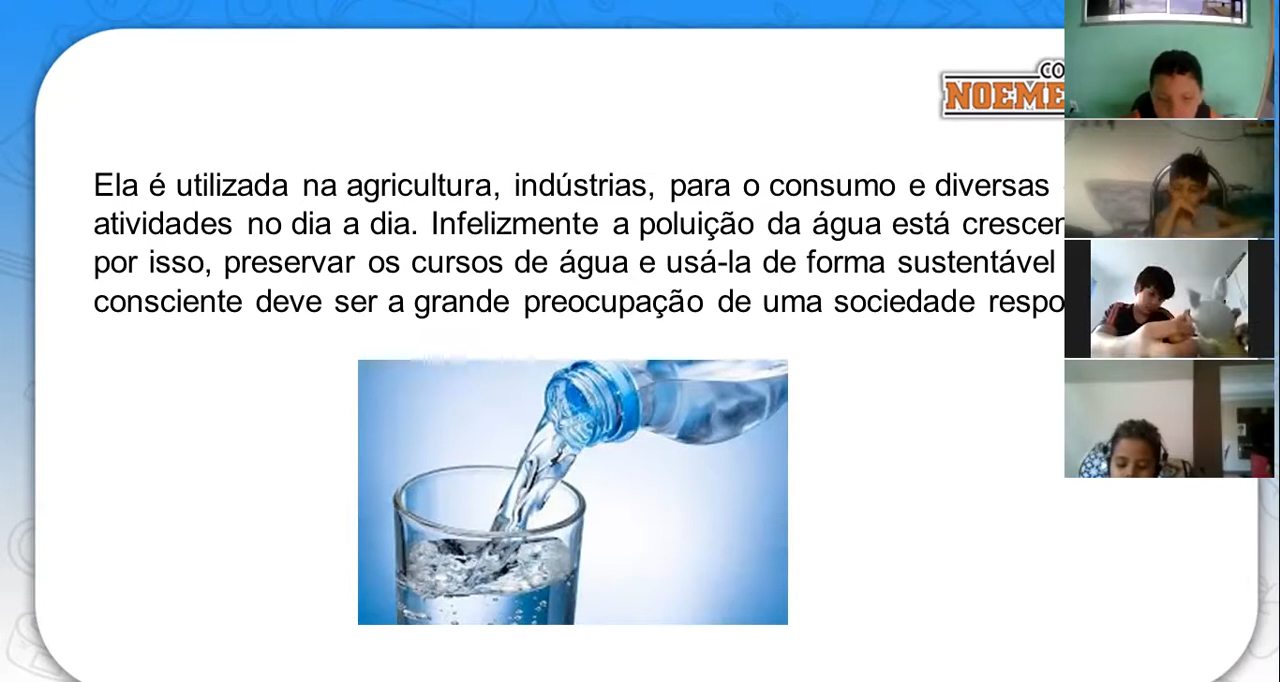 CO
NOEME
Ela é utilizada na agricultura, indústrias, para o consumo e diversas
atividades no dia a dia. Infelizmente a poluição da água está crescen
por isso, preservar os cursos de água e usá-la de forma sustentável
consciente deve ser a grande preocupação de uma sociedade respo